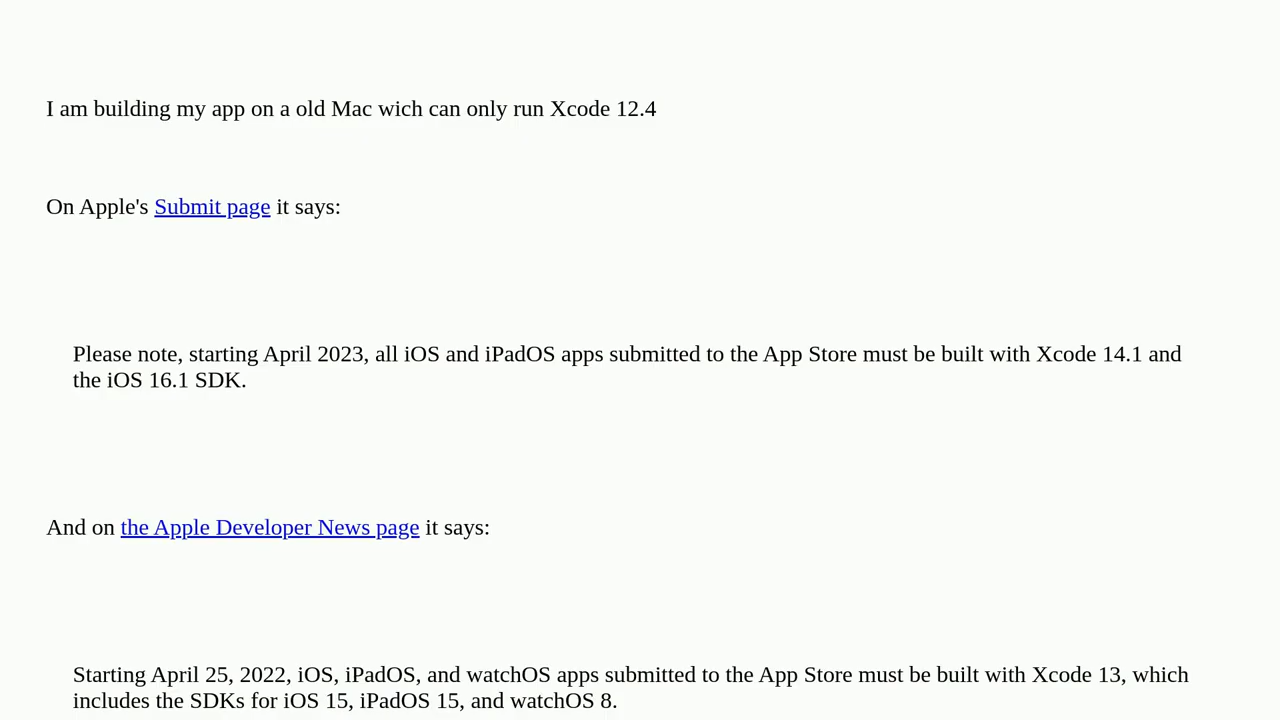 I am building my app on a old Mac wich can only run Xcode 12.4
On Apple's Submit page it says:
Please note, starting April 2023, all iOS and iPadOS apps submitted to the App Store must be built with Xcode 14.1 and
the iOS 16.1 SDK.
And on the Apple Developer News page it says:
Starting April 25, 2022, iOS, iPadOS, and watchOS apps submitted to the App Store must be built with Xcode 13, which
includes the SDKs for iOS 15, iPadOS 15, and watchOS 8.